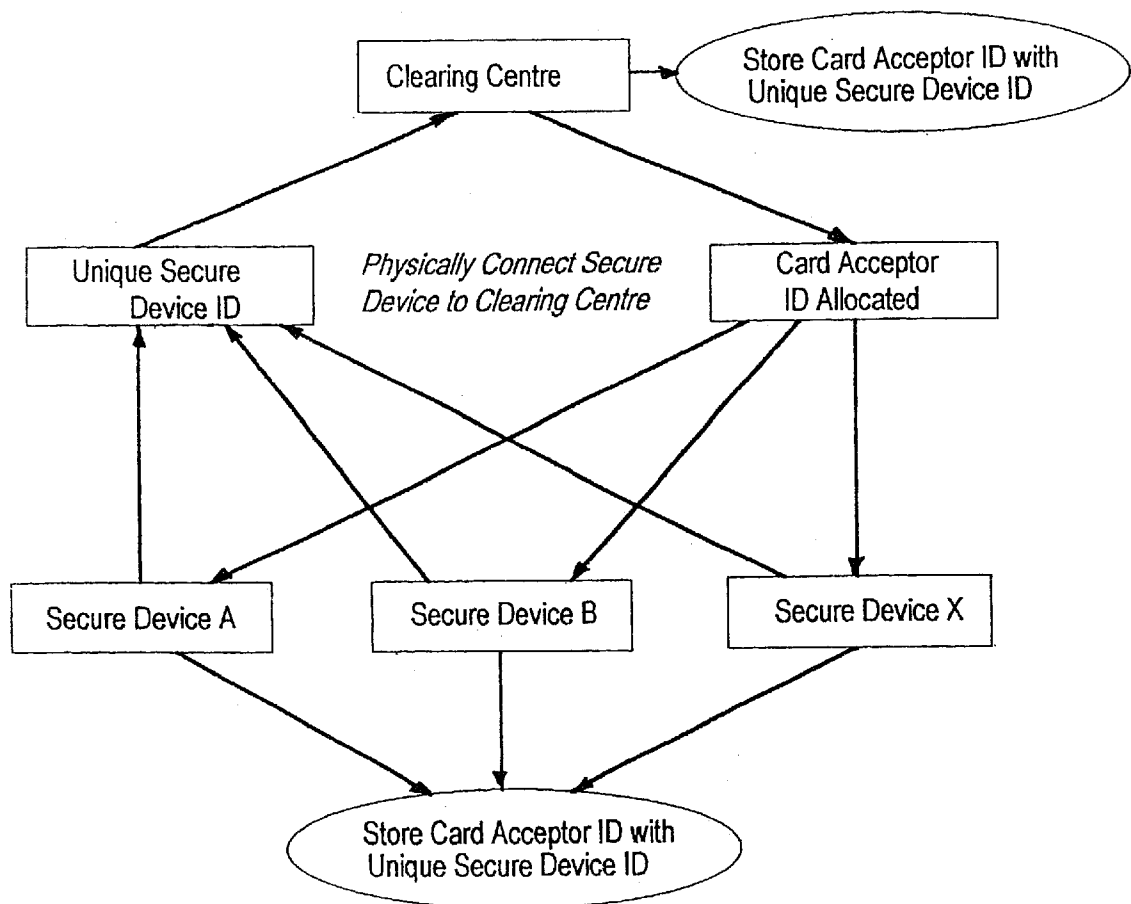 Clearing Centre
Store Card Acceptor ID with
Unique Secure Device ID
Unique Secure
Device ID
Physically Connect Secure
Device to Clearing Centre
Card Acceptor
ID Allocated
Secure Device A
Secure Device B
Secure Device X
Store Card Acceptor ID with
Unique Secure Device ID